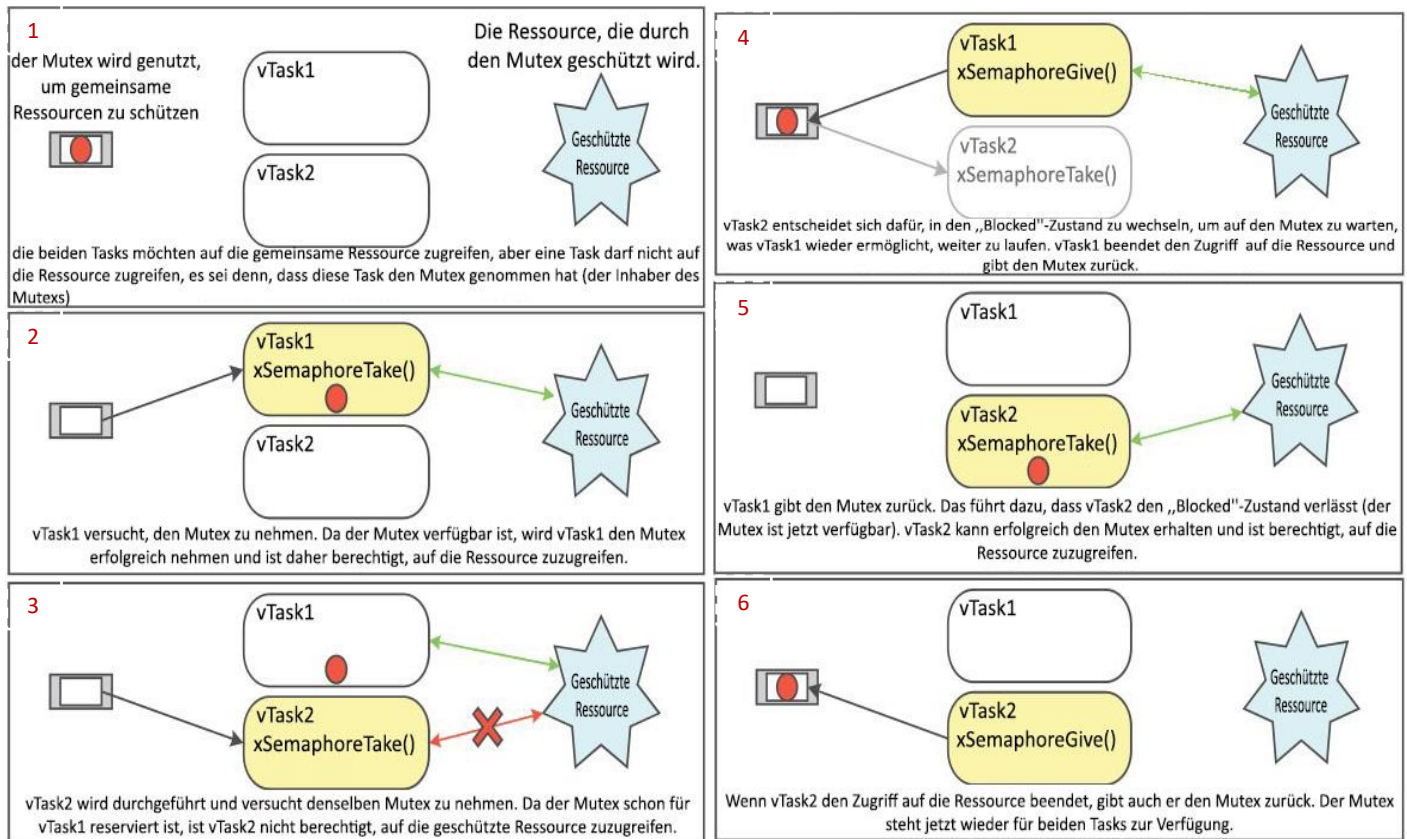 1
der Mutex wird genutzt,
um gemeinsame
Ressourcen zu schützen
vTask1
vTask2
Die Ressource, die durch
den Mutex geschützt wird.
Geschützte
Ressource
die beiden Tasks möchten auf die gemeinsame Ressource zugreifen, aber eine Task darf nicht auf
die Ressource zugreifen, es sei denn, dass diese Task den Mutex genommen hat (der Inhaber des
Mutexs)
2
vTask1
xSemaphoreTake()
vTask2
Geschützte
Ressource
vTask1 versucht, den Mutex zu nehmen. Da der Mutex verfügbar ist, wird vTask1 den Mutex
erfolgreich nehmen und ist daher berechtigt, auf die Ressource zuzugreifen.
3
vTask1
vTask2
xSemaphoreTake()
Geschützte
Ressource
vTask2 wird durchgeführt und versucht denselben Mutex zu nehmen. Da der Mutex schon für
vTask1 reserviert ist, ist vTask2 nicht berechtigt, auf die geschützte Ressource zuzugreifen.
4
vTask1
xSemaphoreGive()
vTask2
xSemaphoreTake()
Geschützte
Ressource
vTask2 entscheidet sich dafür, in den ,,Blocked"-Zustand zu wechseln, um auf den Mutex zu warten,
was vTask1 wieder ermöglicht, weiter zu laufen. vTask1 beendet den Zugriff auf die Ressource und
gibt den Mutex zurück.
5
vTask1
vTask2
xSemaphoreTake()
Geschützte
Ressource
vTask1 gibt den Mutex zurück. Das führt dazu, dass vTask2 den ,,Blocked"-Zustand verlässt (der
Mutex ist jetzt verfügbar). vTask2 kann erfolgreich den Mutex erhalten und ist berechtigt, auf die
Ressource zuzugreifen.
6
vTask1
vTask2
xSemaphoreGive()
Geschützte
Ressource
Wenn vTask2 den Zugriff auf die Ressource beendet, gibt auch er den Mutex zurück. Der Mutex
steht jetzt wieder für beiden Tasks zur Verfügung.